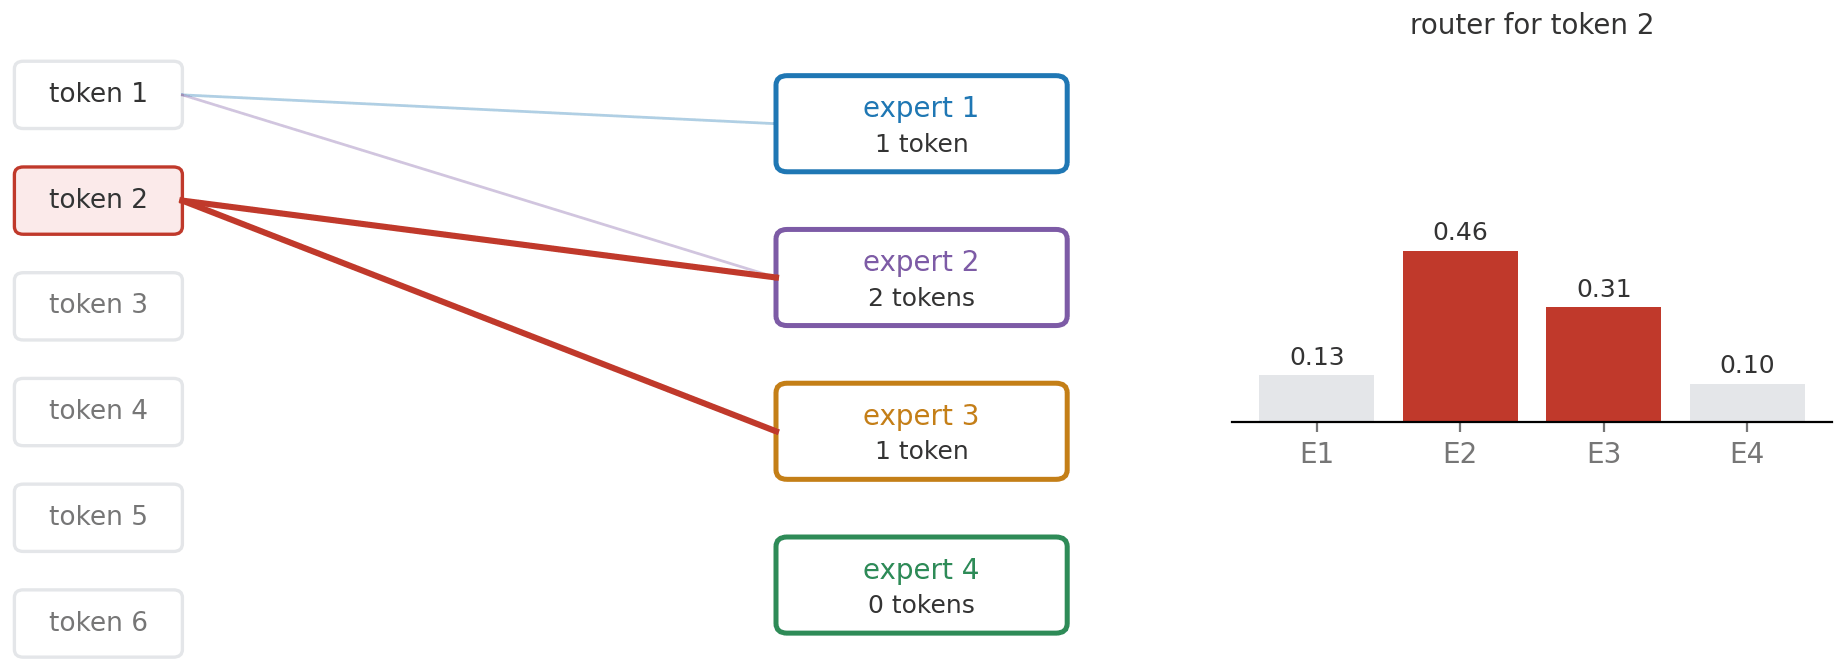 token 1
token 2
token 3
token 4
token 5
token 6
expert 1
1 token
expert 2
2 tokens
expert 3
1 token
expert 4
0 tokens
router for token 2
0.13
0.46
0.31
0.10
E1
E2
E3
E4